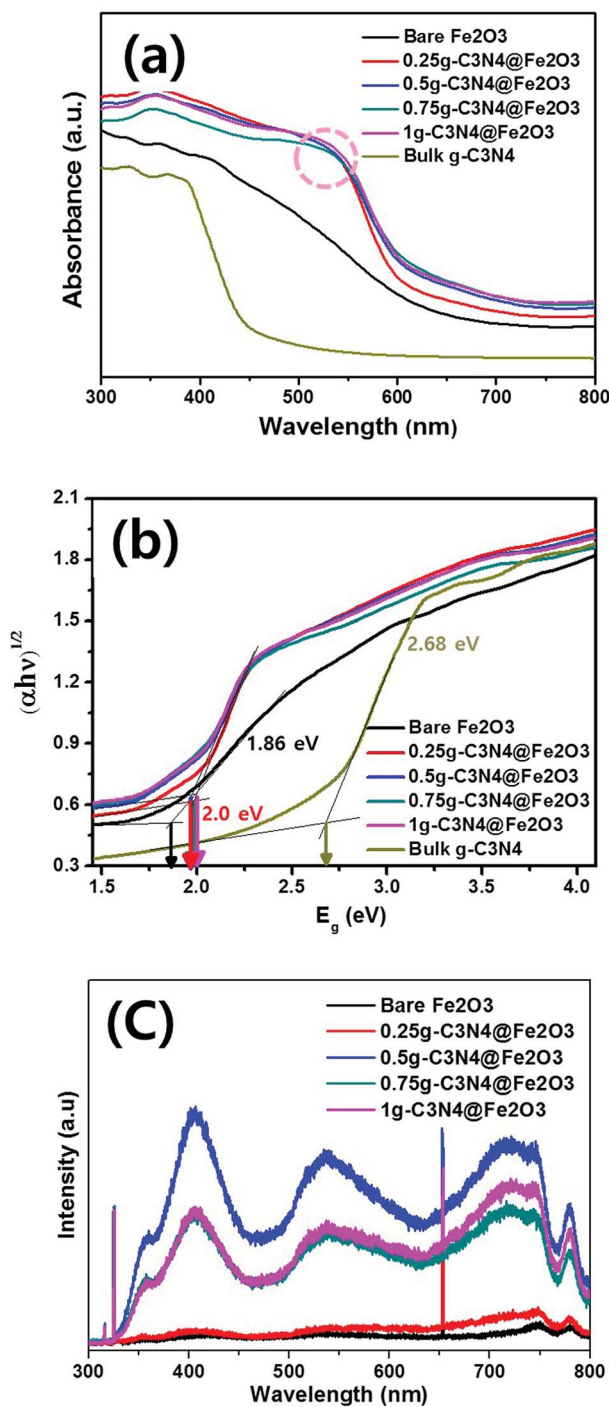 (a)
Bare Fe2O3
0.25g-C3N4@Fe2O3
0.5g-C3N4@Fe2O3
0.75g-C3N4@Fe2O3
1g-C3N4@Fe2O3
Bulk g-C3N4
Absorbance (a.u.)
300 400 500 600 700 800
Wavelength (nm)
(b)
2.1
1.8
1.5
1.2
0.9
0.6
0.3
(αhν)^1/2
2.68 eV
1.86 eV
2.0 eV
Bare Fe2O3
0.25g-C3N4@Fe2O3
0.5g-C3N4@Fe2O3
0.75g-C3N4@Fe2O3
1g-C3N4@Fe2O3
Bulk g-C3N4
1.5 2.0 2.5 3.0 3.5 4.0
Eg (eV)
(C)
Bare Fe2O3
0.25g-C3N4@Fe2O3
0.5g-C3N4@Fe2O3
0.75g-C3N4@Fe2O3
1g-C3N4@Fe2O3
Intensity (a.u)
300 400 500 600 700 800
Wavelength (nm)